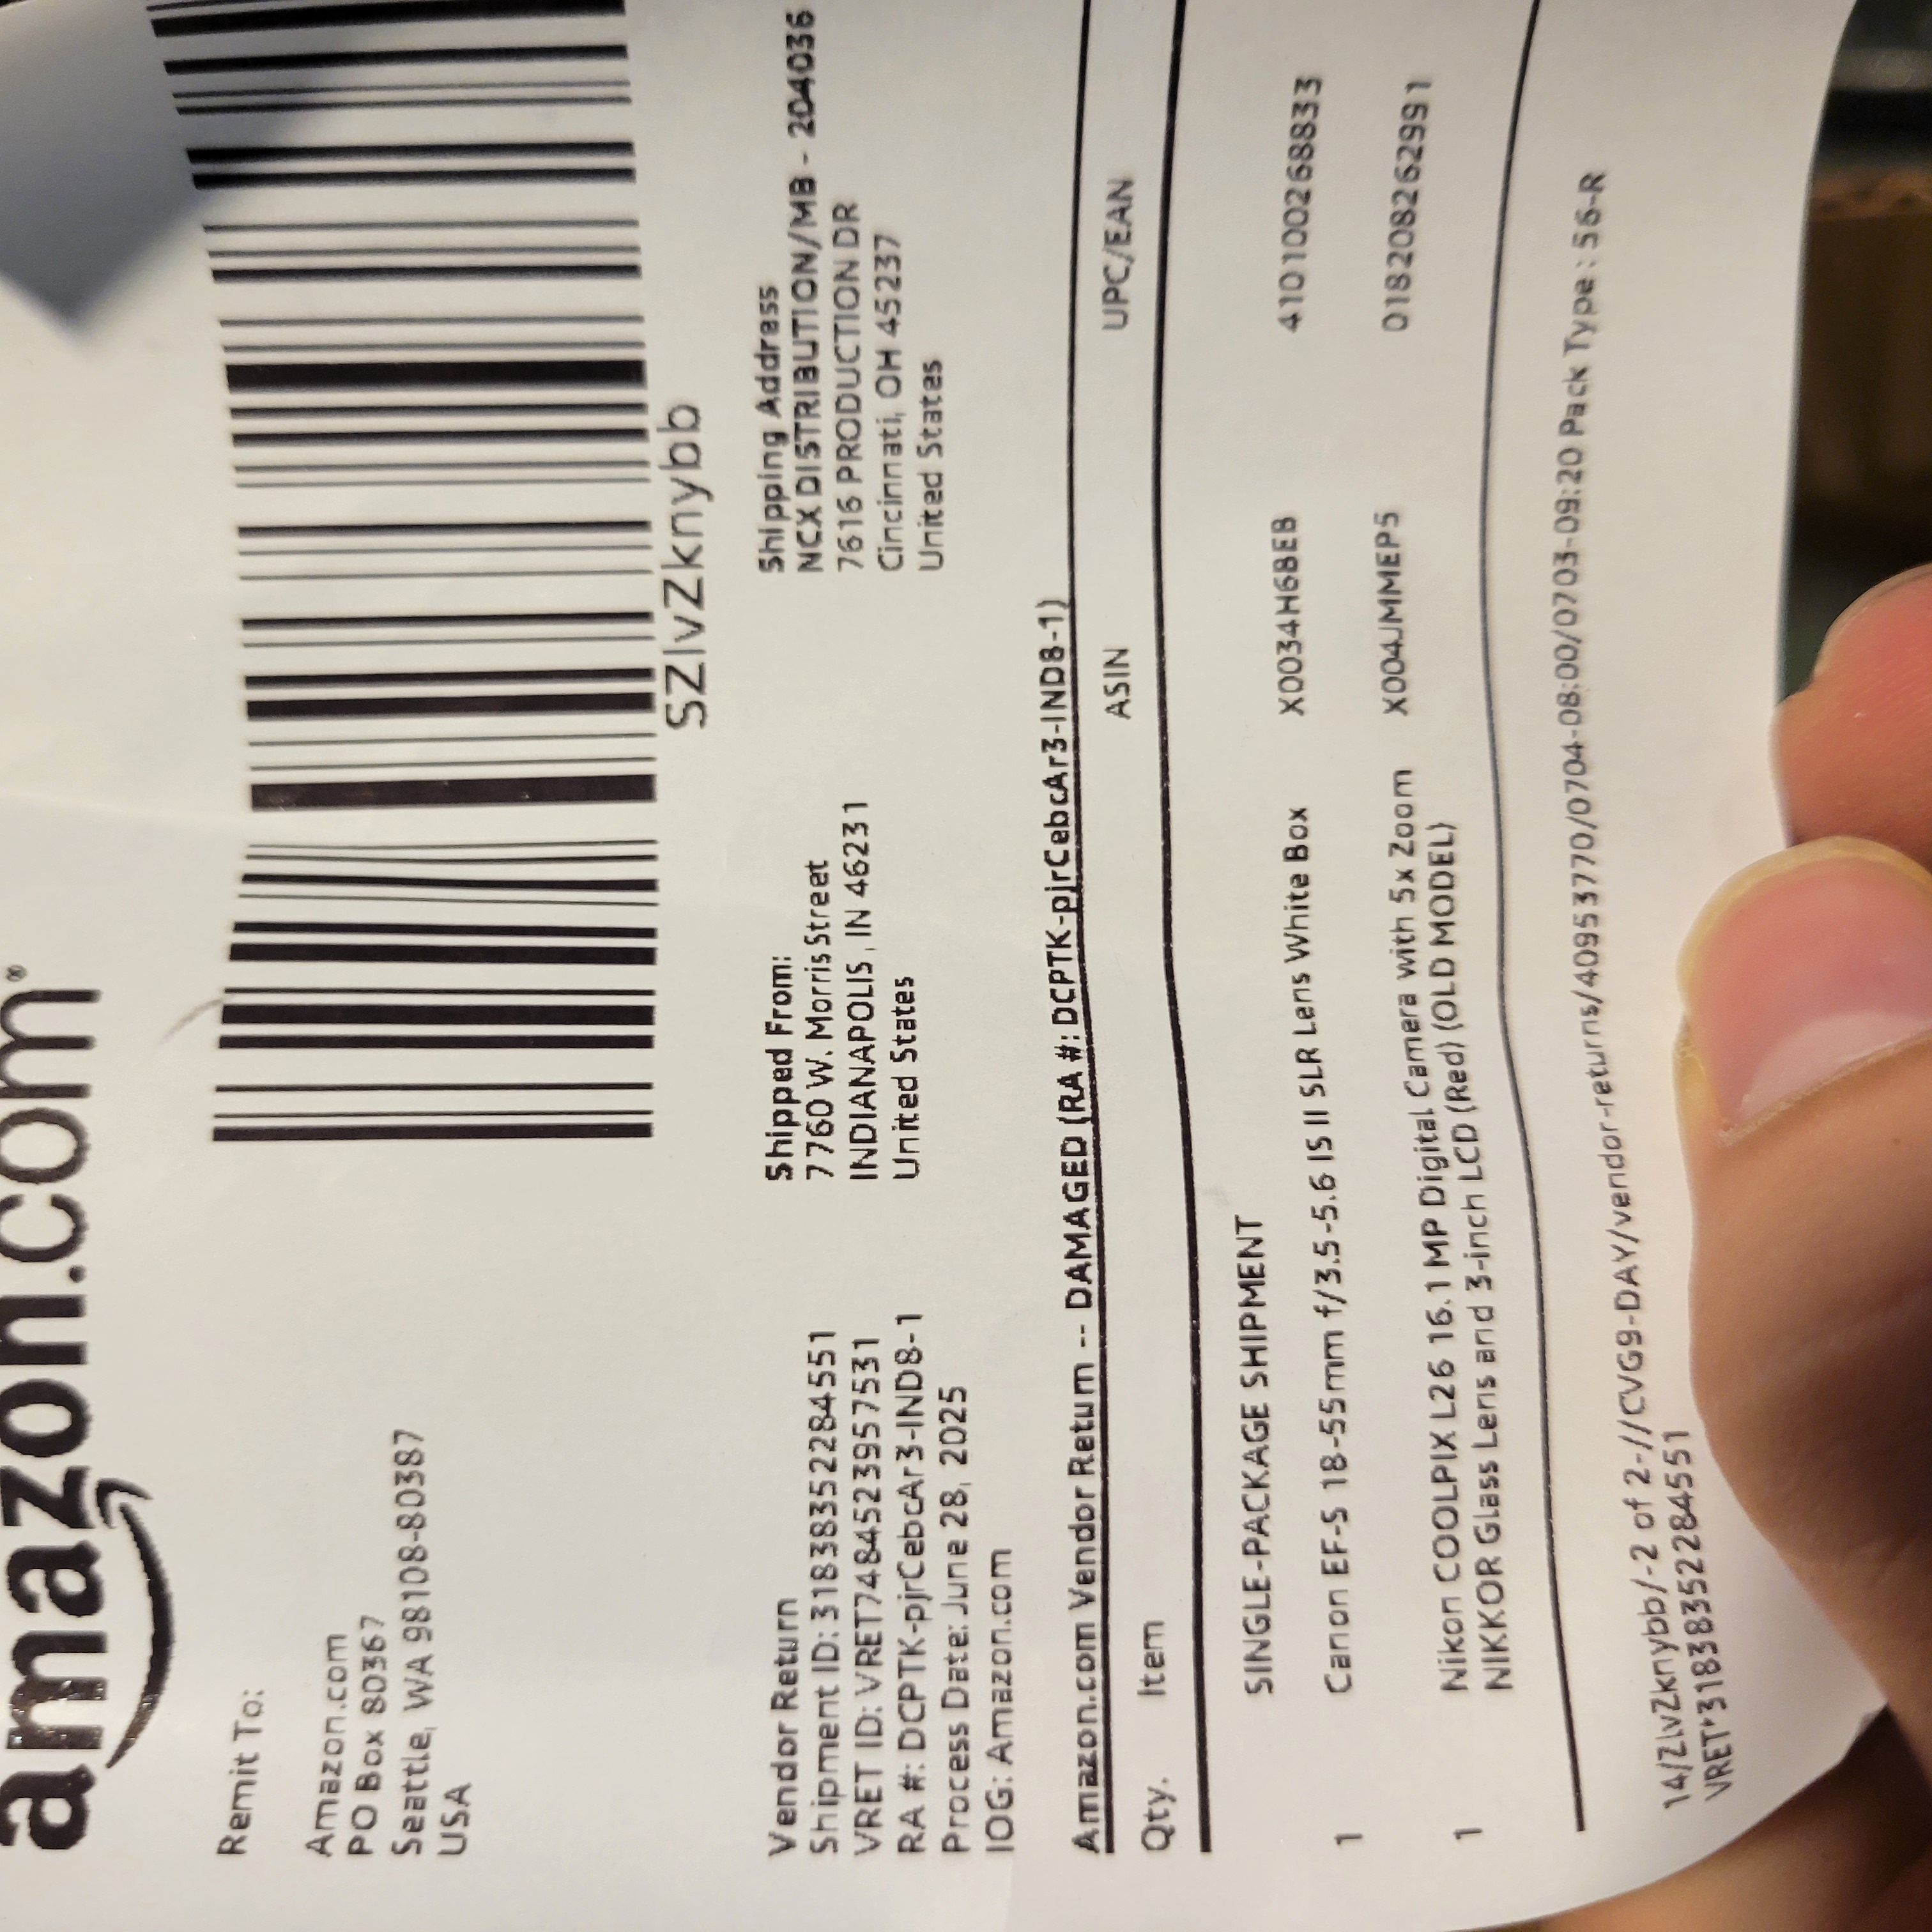 amazon.com®
Remit To:
Amazon.com
PO Box 80367
Seattle, WA 98108-80387
USA
SZlvZknybb
Vendor Return
Shipment ID: 31838352284551
VRET ID: VRET7484523957531
RA #: DCPTK-pjrCebcAr3-IND8-1
Process Date: June 28, 2025
IOG: Amazon.com
Shipped From:
7760 W. Morris Street
INDIANAPOLIS , IN 46231
United States
Shipping Address
NCX DISTRIBUTION/MB - 204036
7616 PRODUCTION DR
Cincinnati, OH 45237
United States
Amazon.com Vendor Return -- DAMAGED (RA #: DCPTK-pjrCebcAr3-IND8-1)
Qty. Item ASIN UPC/EAN
SINGLE-PACKAGE SHIPMENT
1 Canon EF-S 18-55mm f/3.5-5.6 IS II SLR Lens White Box X0034H6BEB 4101002268833
1 Nikon COOLPIX L26 16.1 MP Digital Camera with 5x Zoom X004JMMEP5 018208262991
NIKKOR Glass Lens and 3-inch LCD (Red) (OLD MODEL)
14/ZlvZknybb/-2 of 2-//CVG9-DAY/vendor-returns/40953770/0704-08:00/0703-09:20 Pack Type : 56-R
VRET*31838352284551